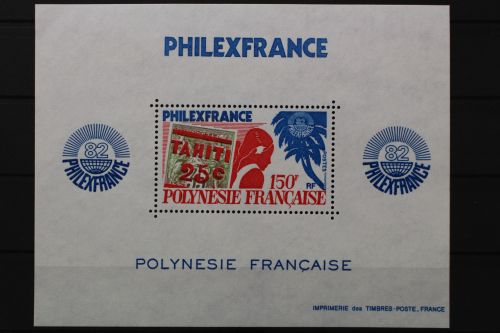 PHILEXFRANCE
PHILEXFRANCE
82
PHILEXFRANCE
TAHITI
25c
150F
RF
POLYNESIE FRANÇAISE
82
PHILEXFRANCE
POLYNESIE FRANÇAISE
IMPRIMERIE des TIMBRES-POSTE, FRANCE